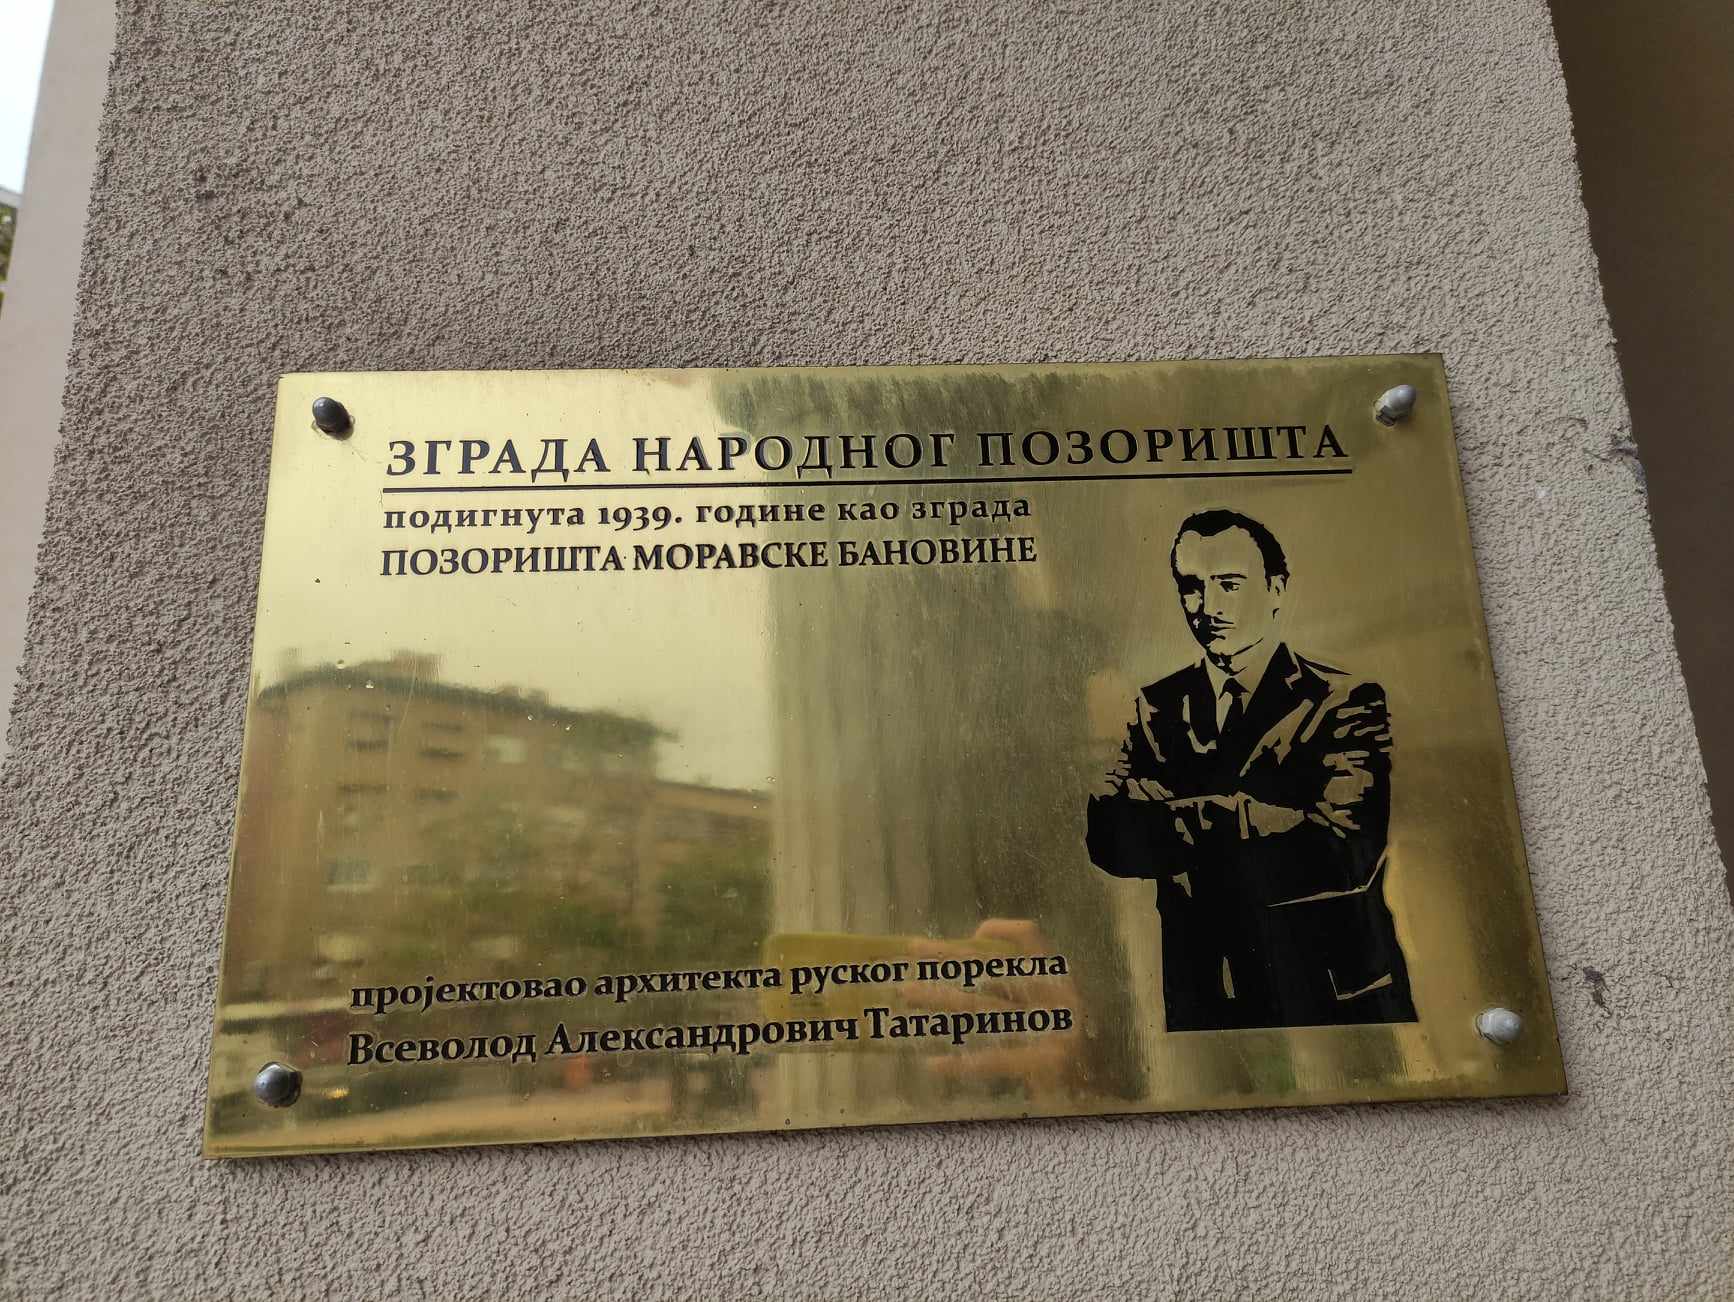 ЗГРАДА НАРОДНОГ ПОЗОРИШТА
подигнута 1939. године као зграда
ПОЗОРИШТА МОРАВСКЕ БАНОВИНЕ
пројектовао архитекта руског порекла
Всеволод Александрович Татаринов